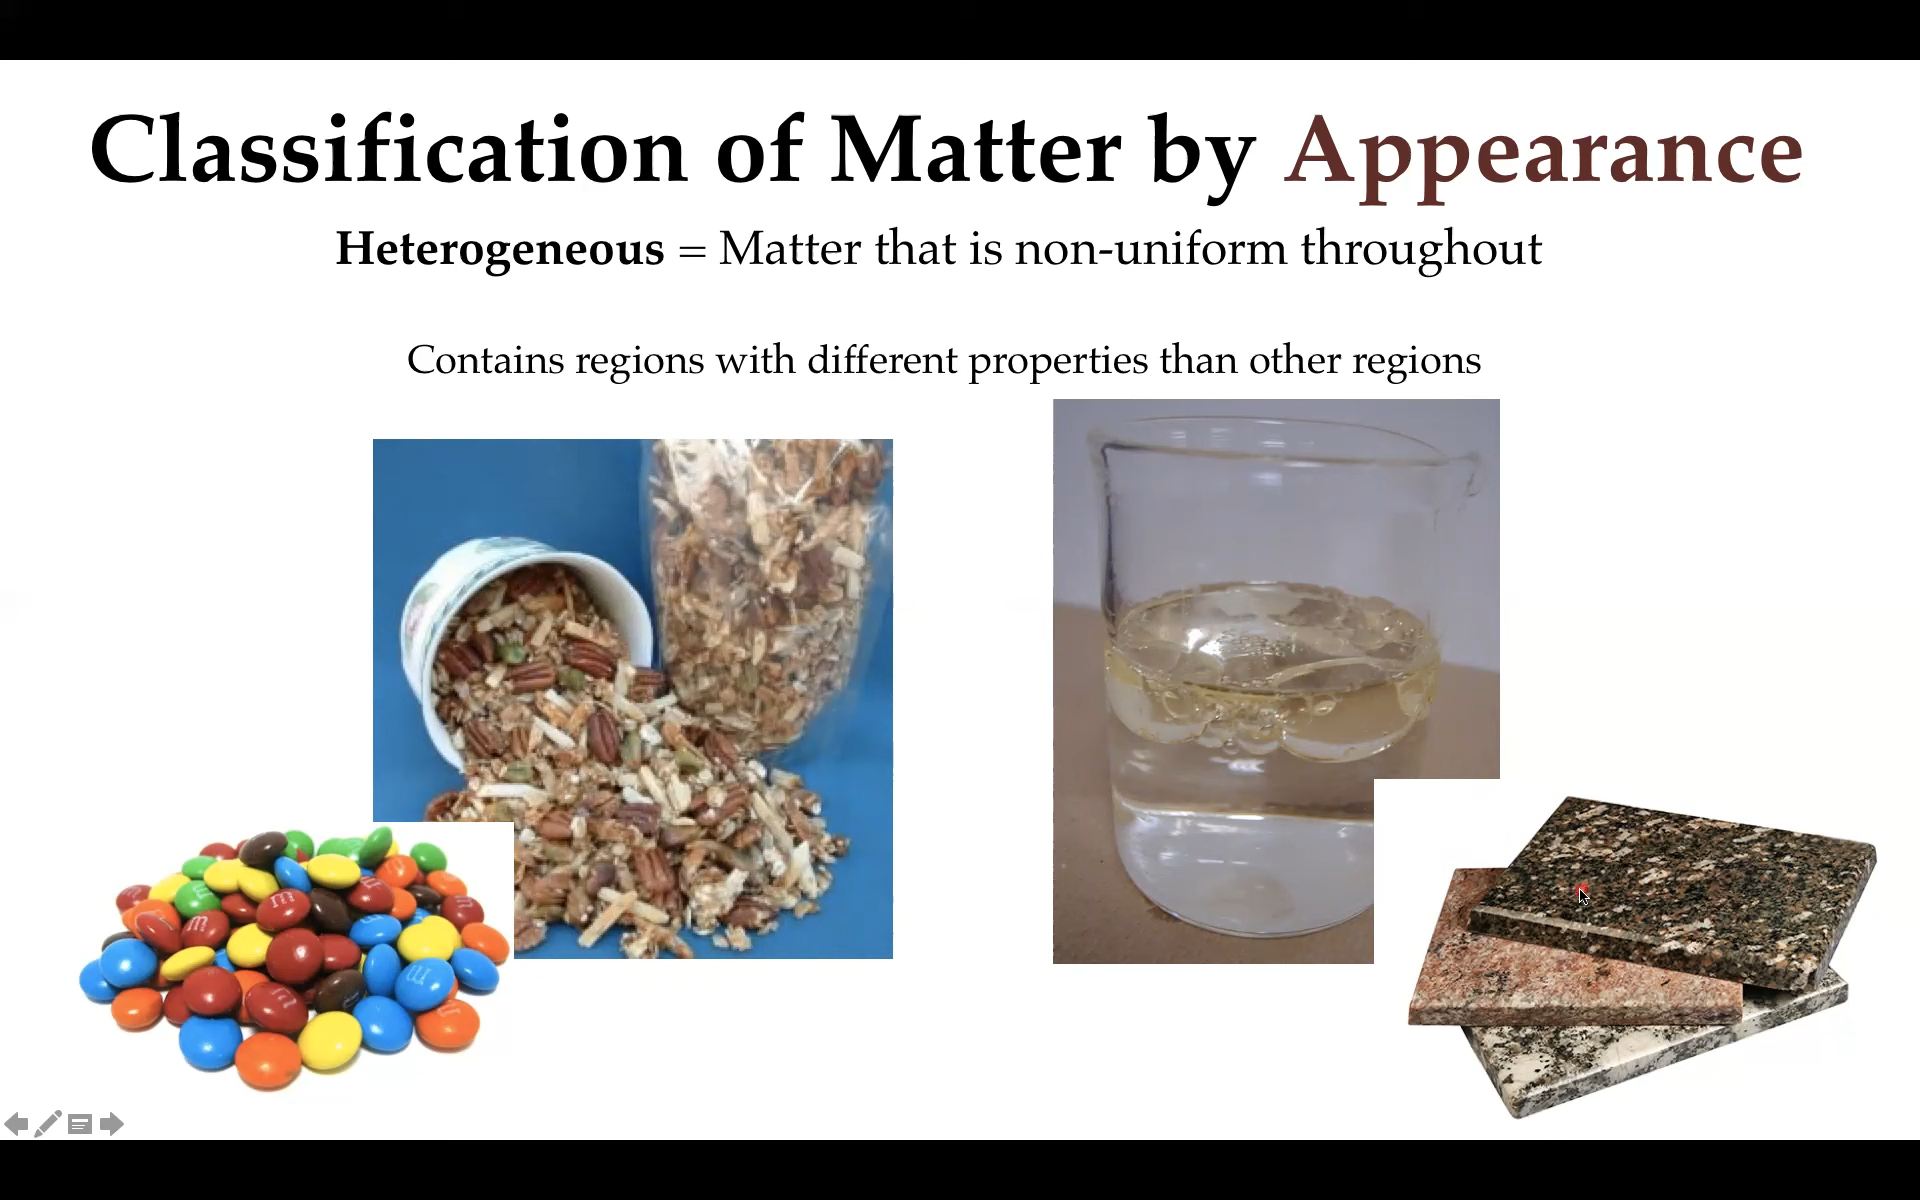 Classification of Matter by Appearance
Heterogeneous = Matter that is non-uniform throughout
Contains regions with different properties than other regions
m
m
m
m
m